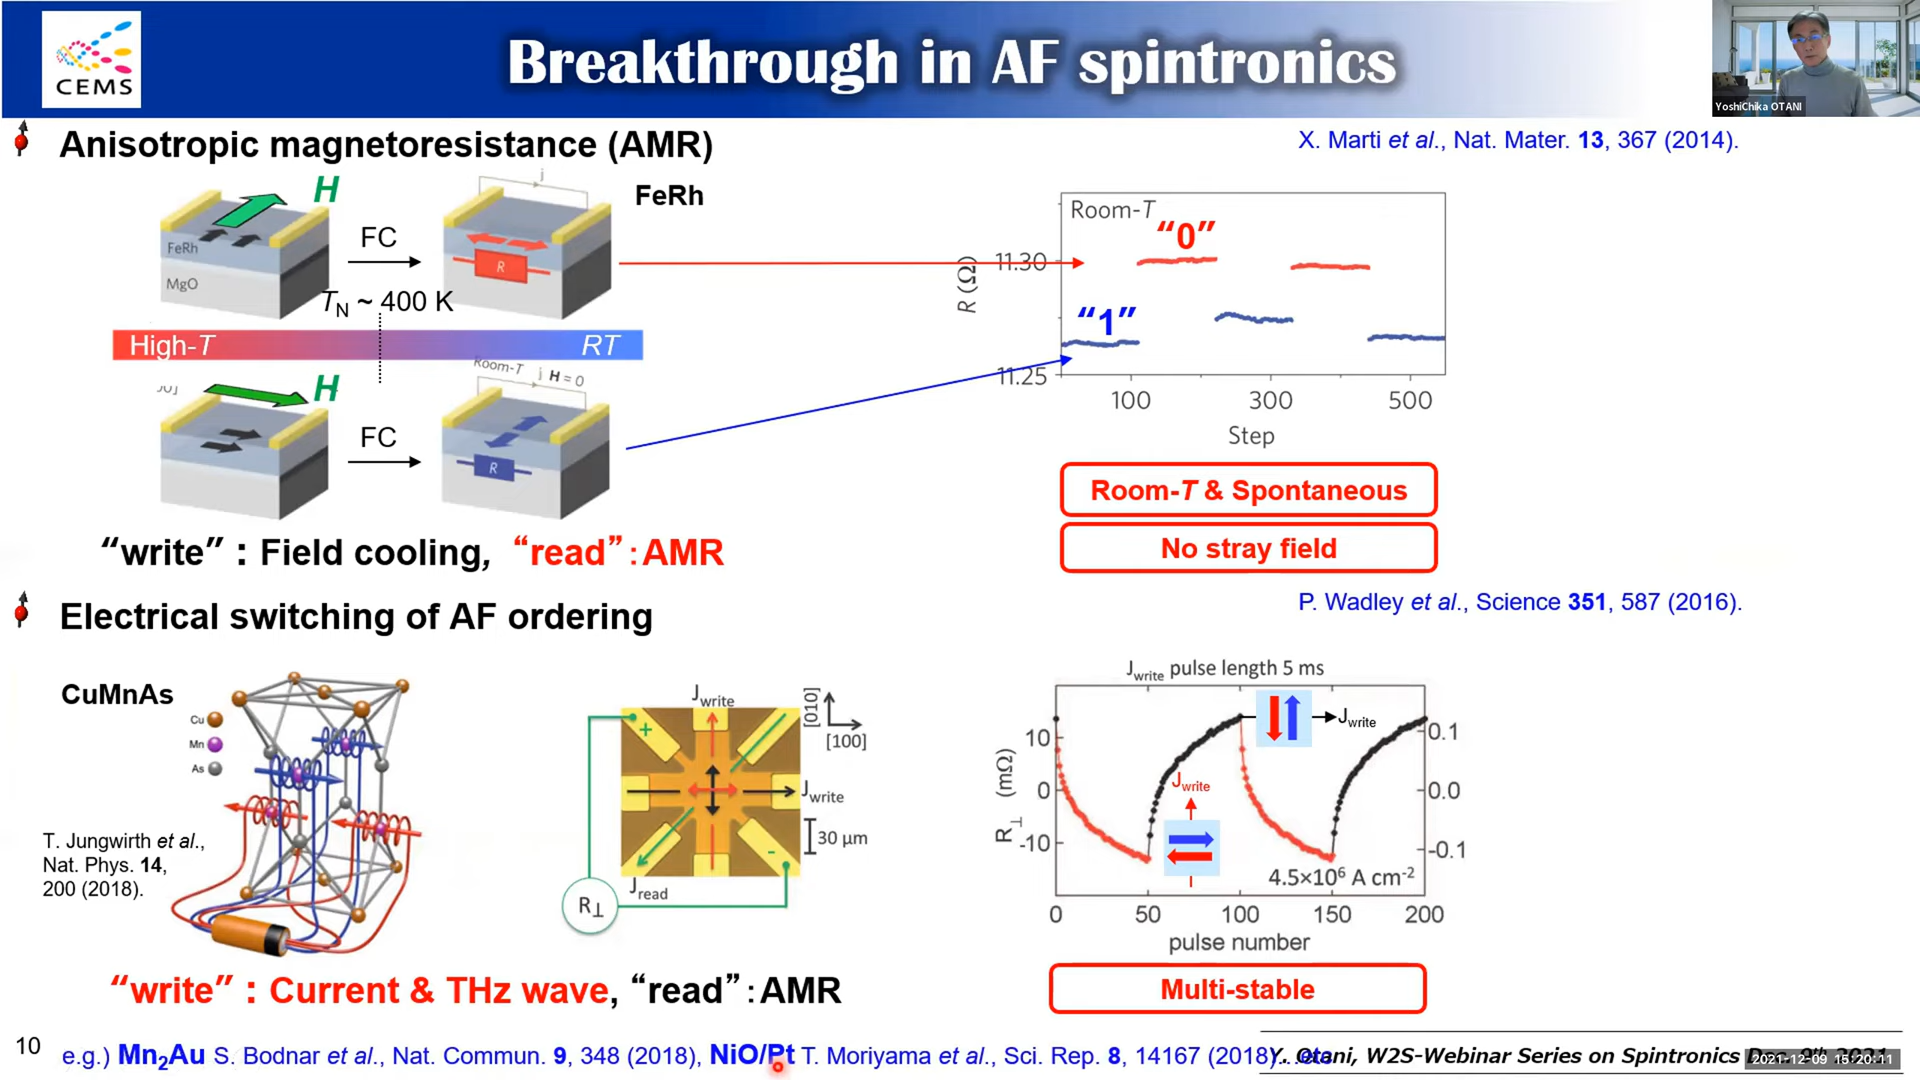 CEMS
Breakthrough in AF spintronics
YoshiChika OTANI
Anisotropic magnetoresistance (AMR)
X. Marti et al., Nat. Mater. 13, 367 (2014).
H
FC
j
FeRh
FeRh
MgO
R
TN ~ 400 K
High-T
RT
H
FC
Room-T j H = 0
R
Room-T
"0"
"1"
R (Ω)
11.30
11.25
100 300 500
Step
Room-T & Spontaneous
No stray field
"write" : Field cooling, "read" : AMR
Electrical switching of AF ordering
P. Wadley et al., Science 351, 587 (2016).
CuMnAs
Cu
Mn
As
T. Jungwirth et al.,
Nat. Phys. 14,
200 (2018).
Jwrite
[010]
[100]
+
Jwrite
30 µm
-
Jread
R⊥
Jwrite pulse length 5 ms
Jwrite
Jwrite
R⊥ (mΩ)
10
0
-10
0.1
0.0
-0.1
4.5×10⁶ A cm⁻²
0 50 100 150 200
pulse number
"write" : Current & THz wave, "read" : AMR
Multi-stable
10
e.g.) Mn₂Au S. Bodnar et al., Nat. Commun. 9, 348 (2018), NiO/Pt T. Moriyama et al., Sci. Rep. 8, 14167 (2018)
Y. Otani, W2S-Webinar Series on Spintronics
2021-12-09 15:20:11